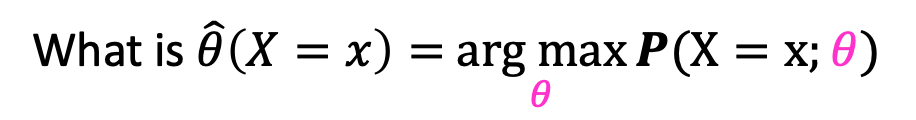 What is θ̂(X = x) = arg max P(X = x; θ)
θ